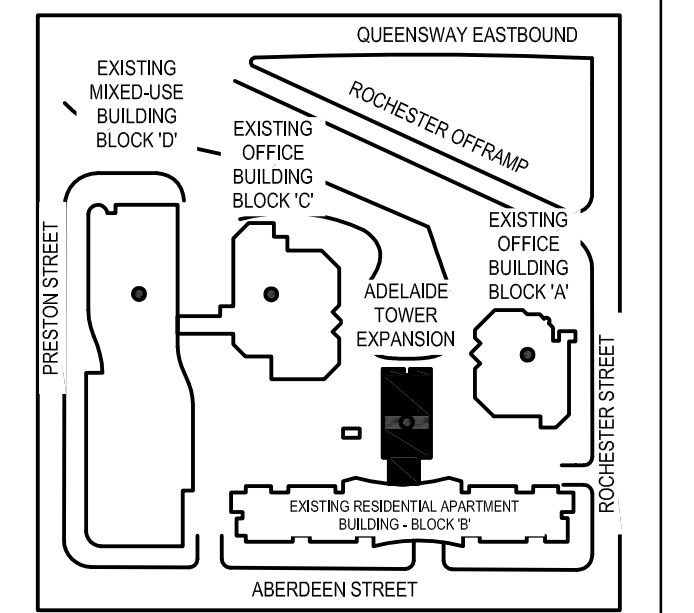 QUEENSWAY EASTBOUND
EXISTING
MIXED-USE
BUILDING
BLOCK 'D'
ROCHESTER OFFRAMP
EXISTING
OFFICE
BUILDING
BLOCK 'C'
EXISTING
OFFICE
BUILDING
BLOCK 'A'
PRESTON STREET
ADELAIDE
TOWER
EXPANSION
ROCHESTER STREET
EXISTING RESIDENTIAL APARTMENT
BUILDING - BLOCK 'B'
ABERDEEN STREET